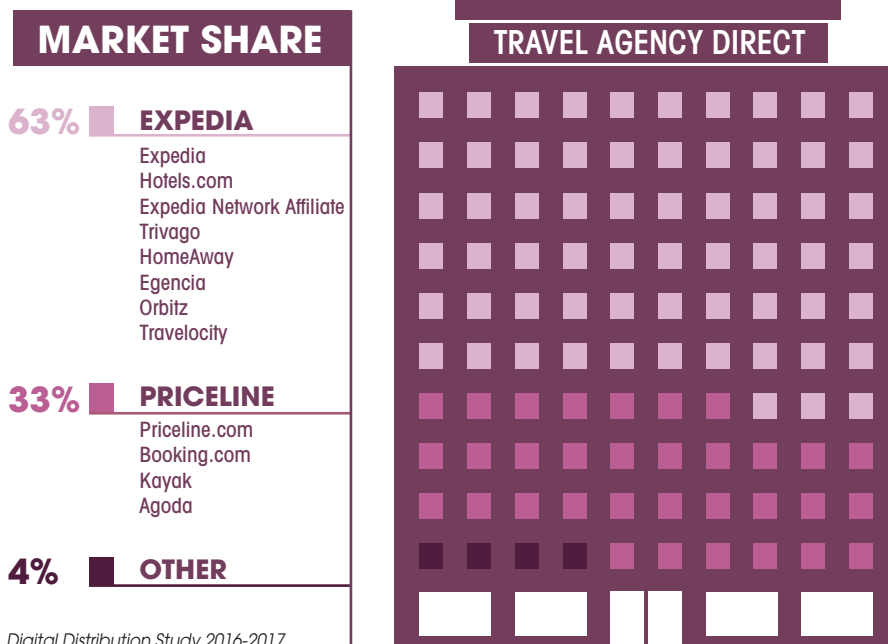 MARKET SHARE
63%
EXPEDIA
Expedia
Hotels.com
Expedia Network Affiliate
Trivago
HomeAway
Egencia
Orbitz
Travelocity
33%
PRICELINE
Priceline.com
Booking.com
Kayak
Agoda
4%
OTHER
Digital Distribution Study 2016-2017
TRAVEL AGENCY DIRECT